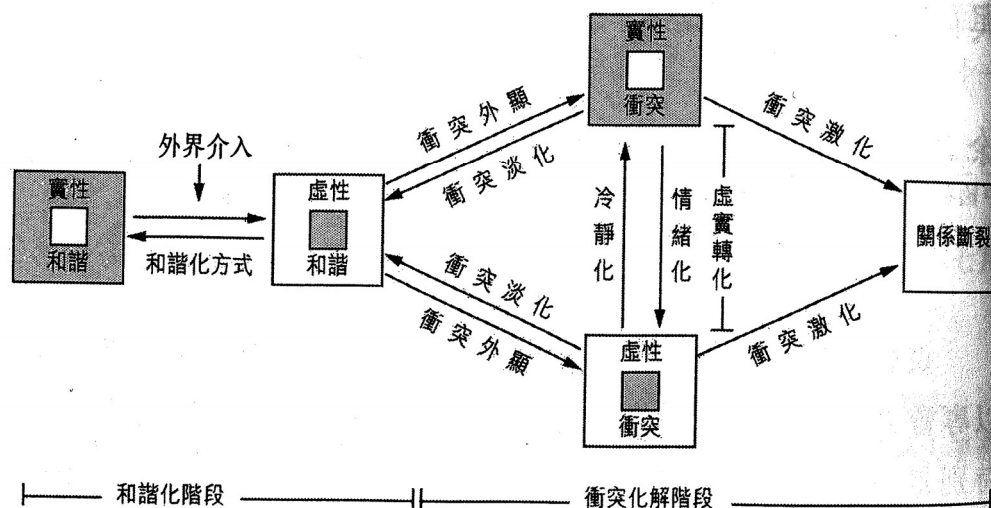 實性
衝突
衝突外顯
衝突淡化
衝突激化
外界介入
實性
和諧
和諧化方式
虛性
和諧
冷靜化
情緒化
虛實轉化
關係斷裂
衝突淡化
衝突外顯
衝突激化
虛性
衝突
和諧化階段
衝突化解階段